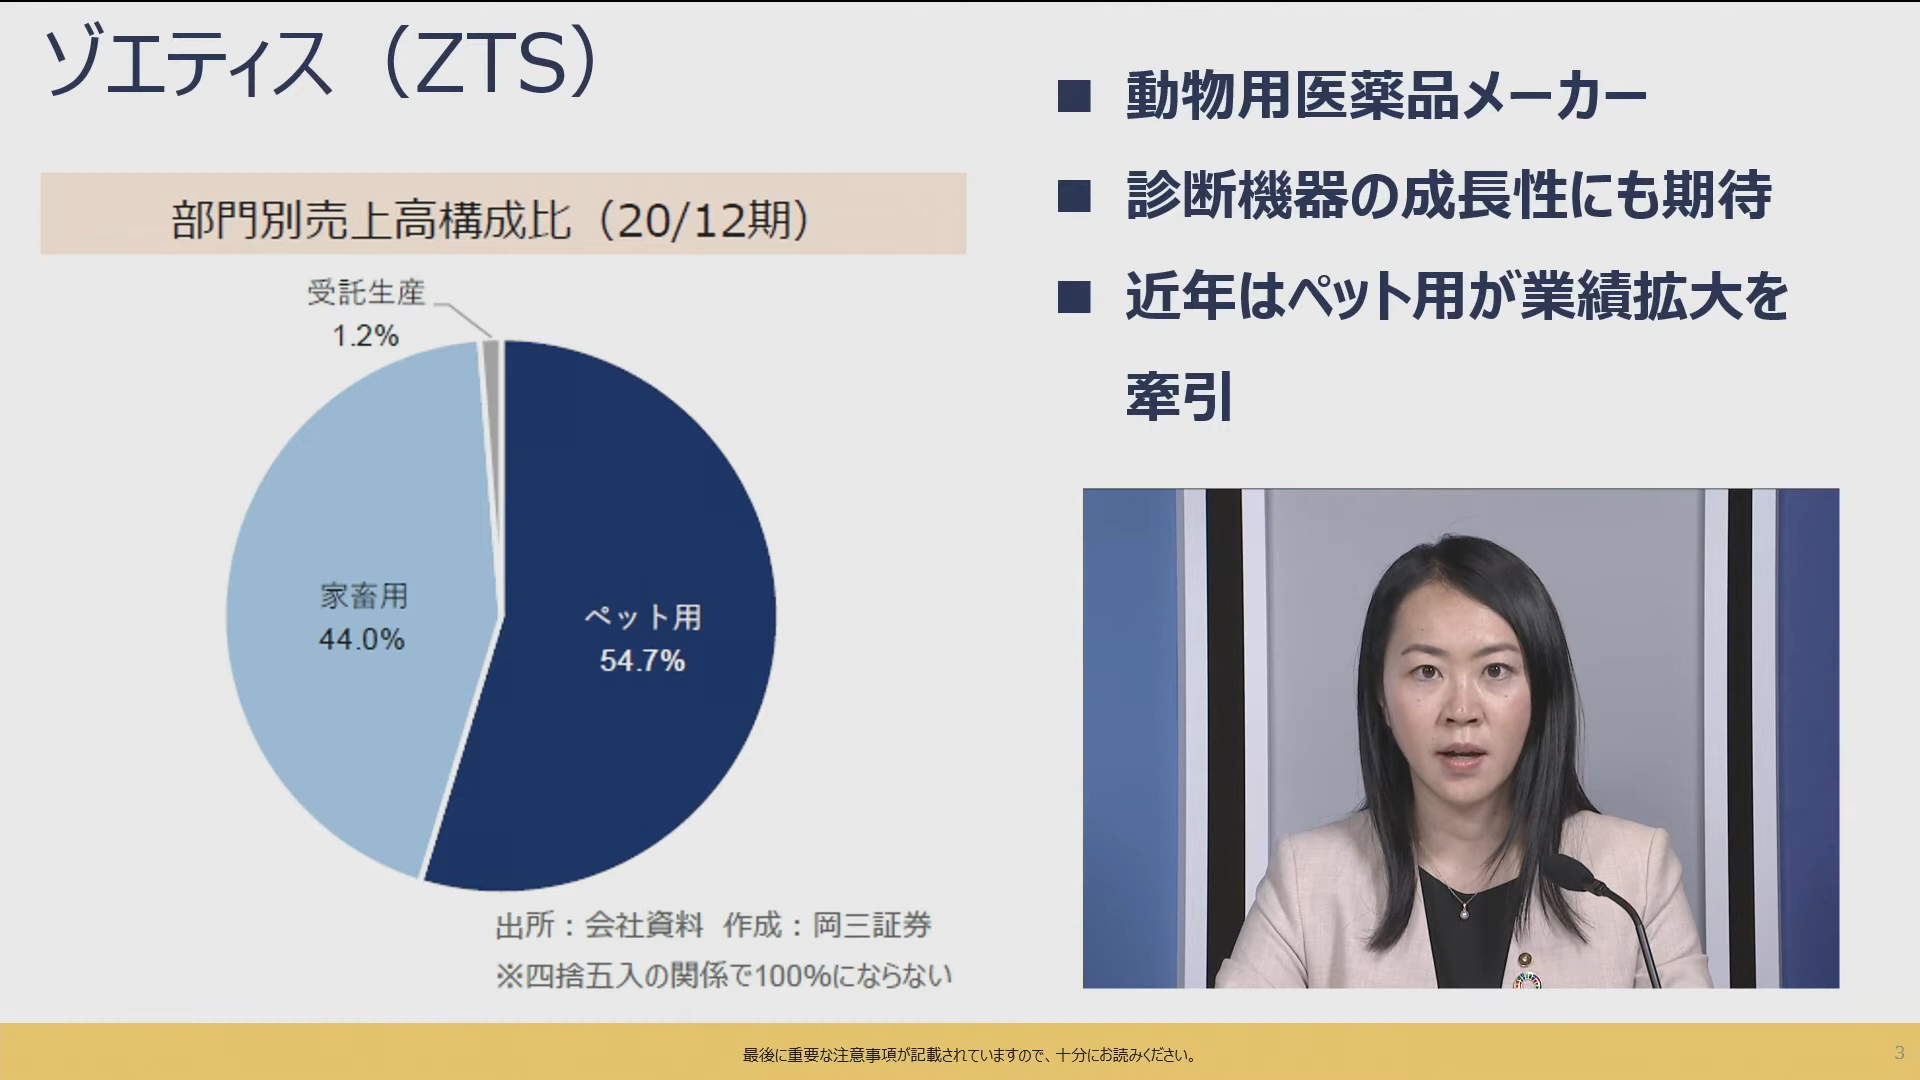 ゾエティス（ZTS）
部門別売上高構成比（20/12期）
受託生産
1.2%
家畜用
44.0%
ペット用
54.7%
出所：会社資料 作成：岡三証券
※四捨五入の関係で100%にならない
■ 動物用医薬品メーカー
■ 診断機器の成長性にも期待
■ 近年はペット用が業績拡大を
牽引
最後に重要な注意事項が記載されていますので、十分にお読みください。
3